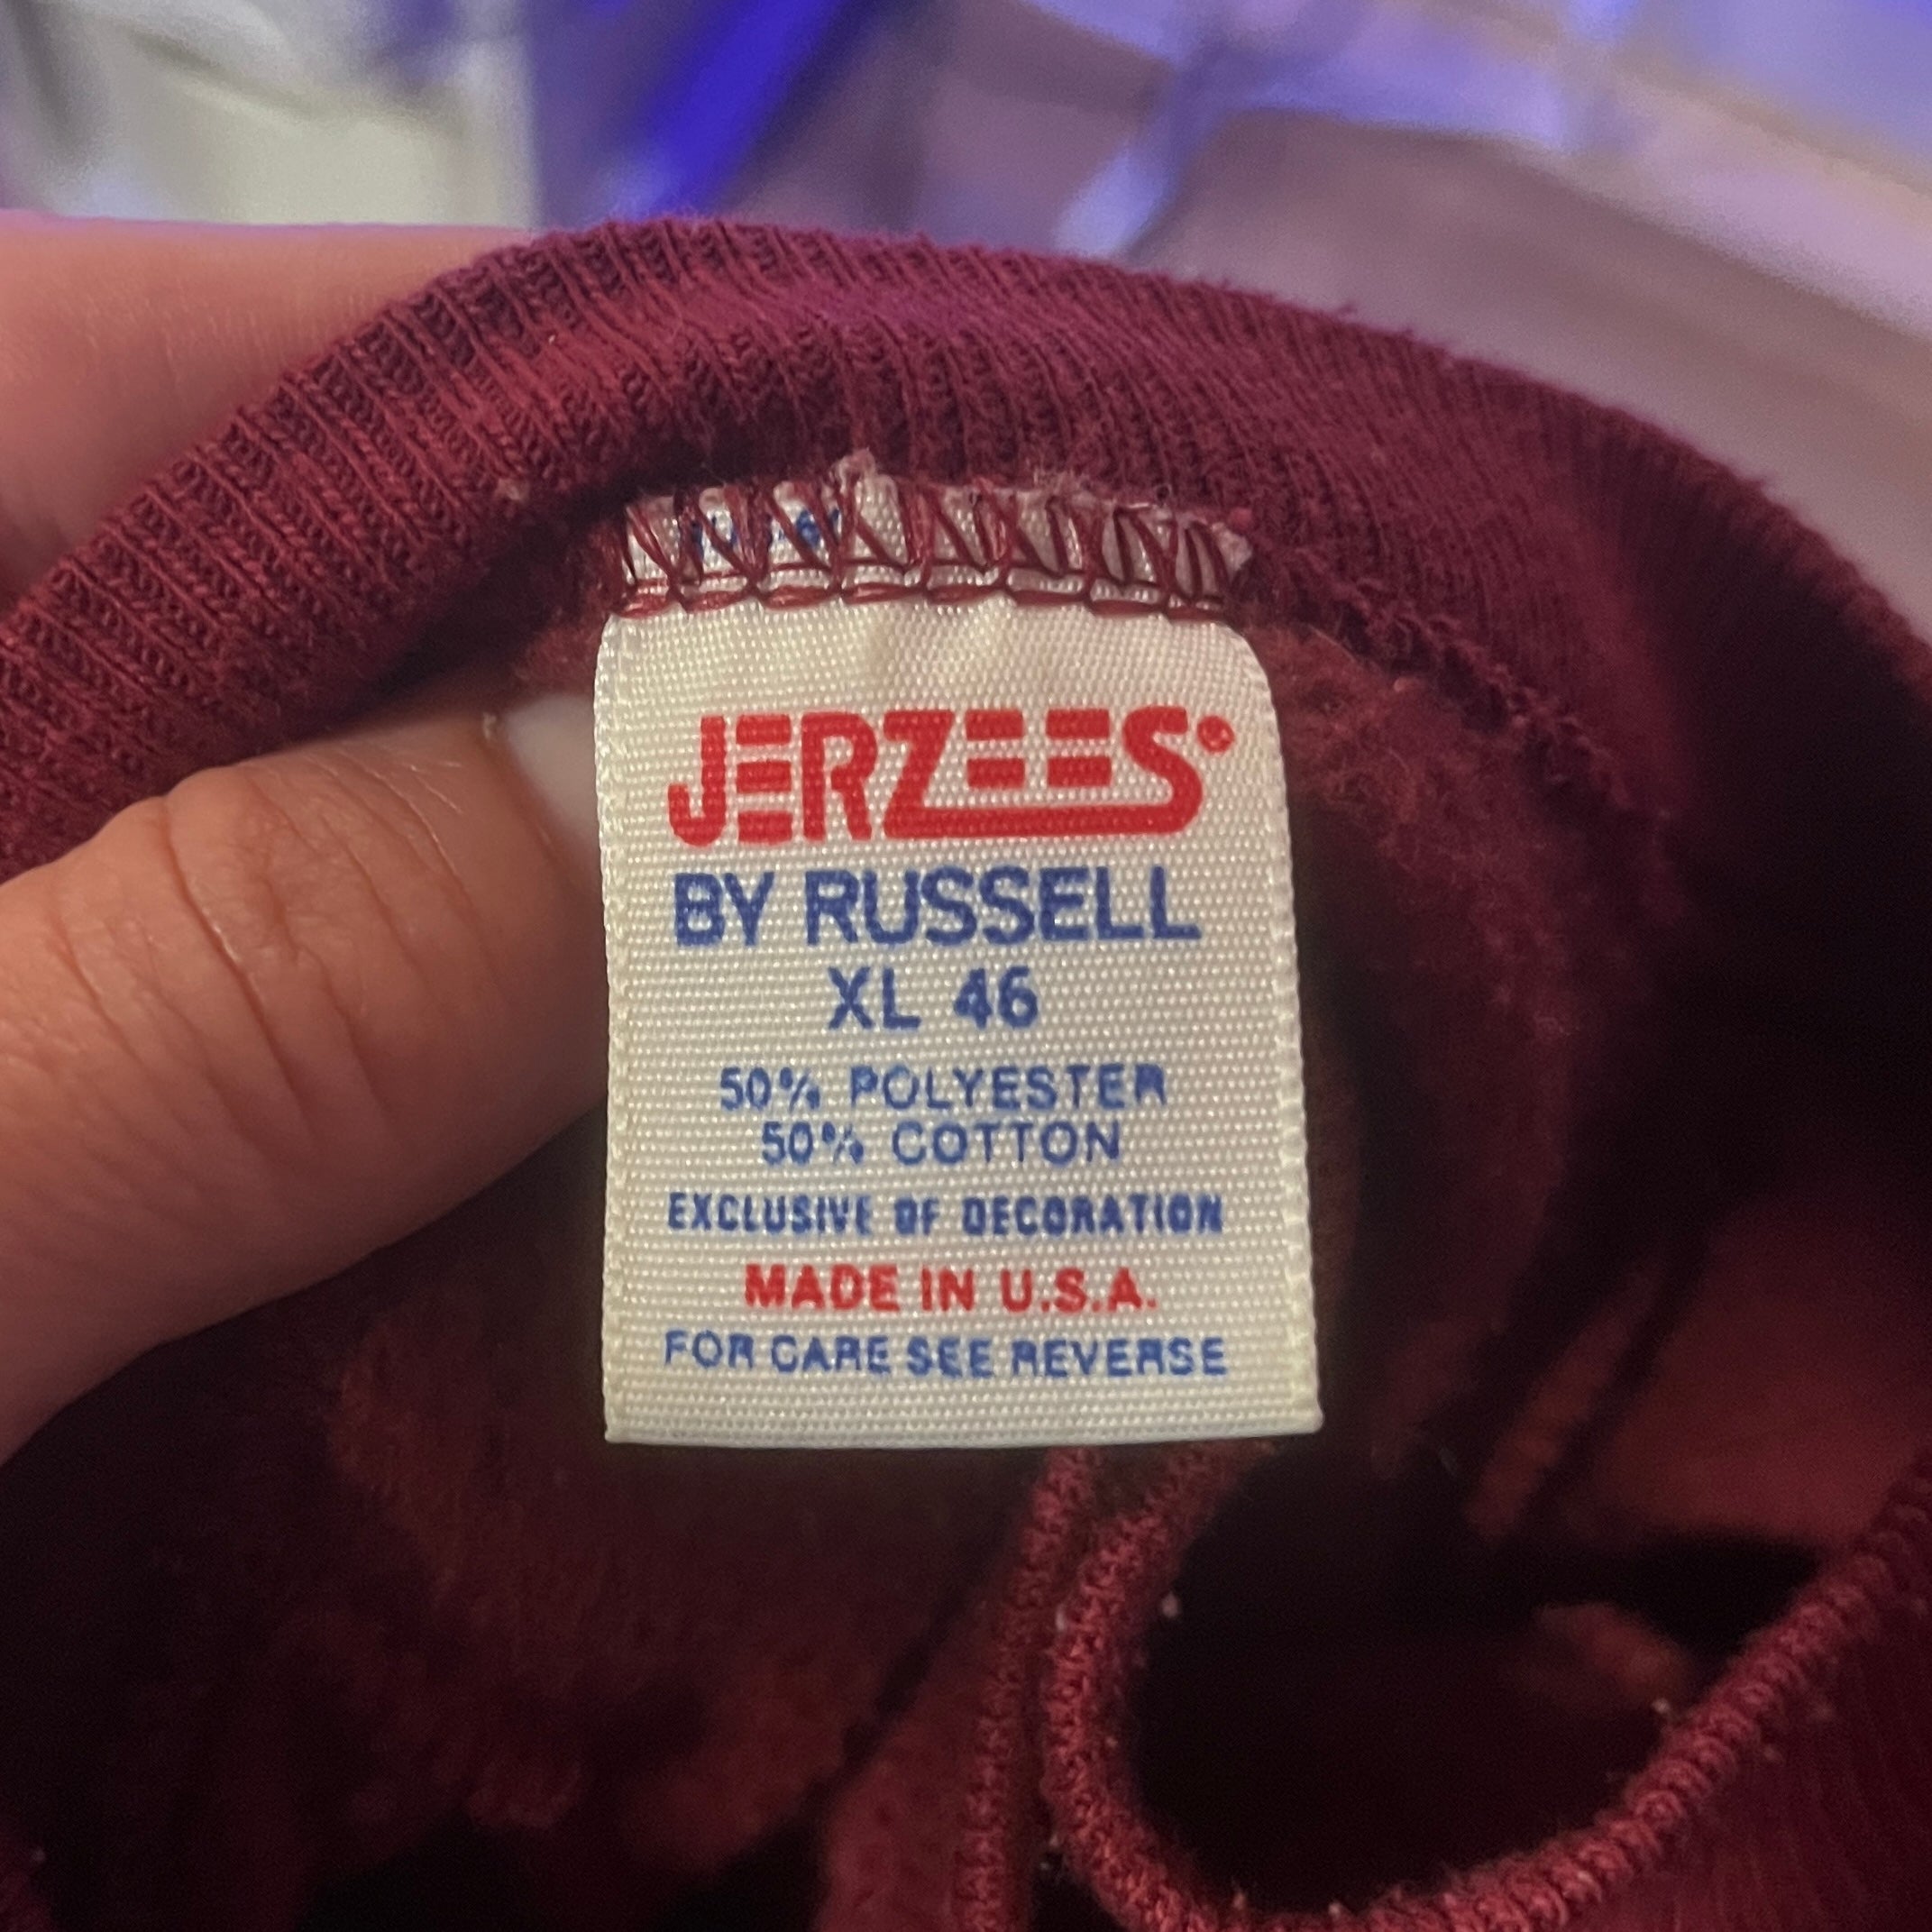 JERZEES
BY RUSSELL
XL 46
50% POLYESTER
50% COTTON
EXCLUSIVE OF DECORATION
MADE IN U.S.A.
FOR CARE SEE REVERSE